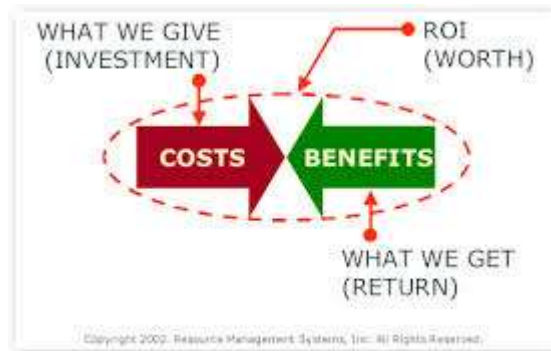 WHAT WE GIVE
(INVESTMENT)
ROI
(WORTH)
COSTS
BENEFITS
WHAT WE GET
(RETURN)
Copyright 2002. Resource Management Systems, Inc. All Rights Reserved.